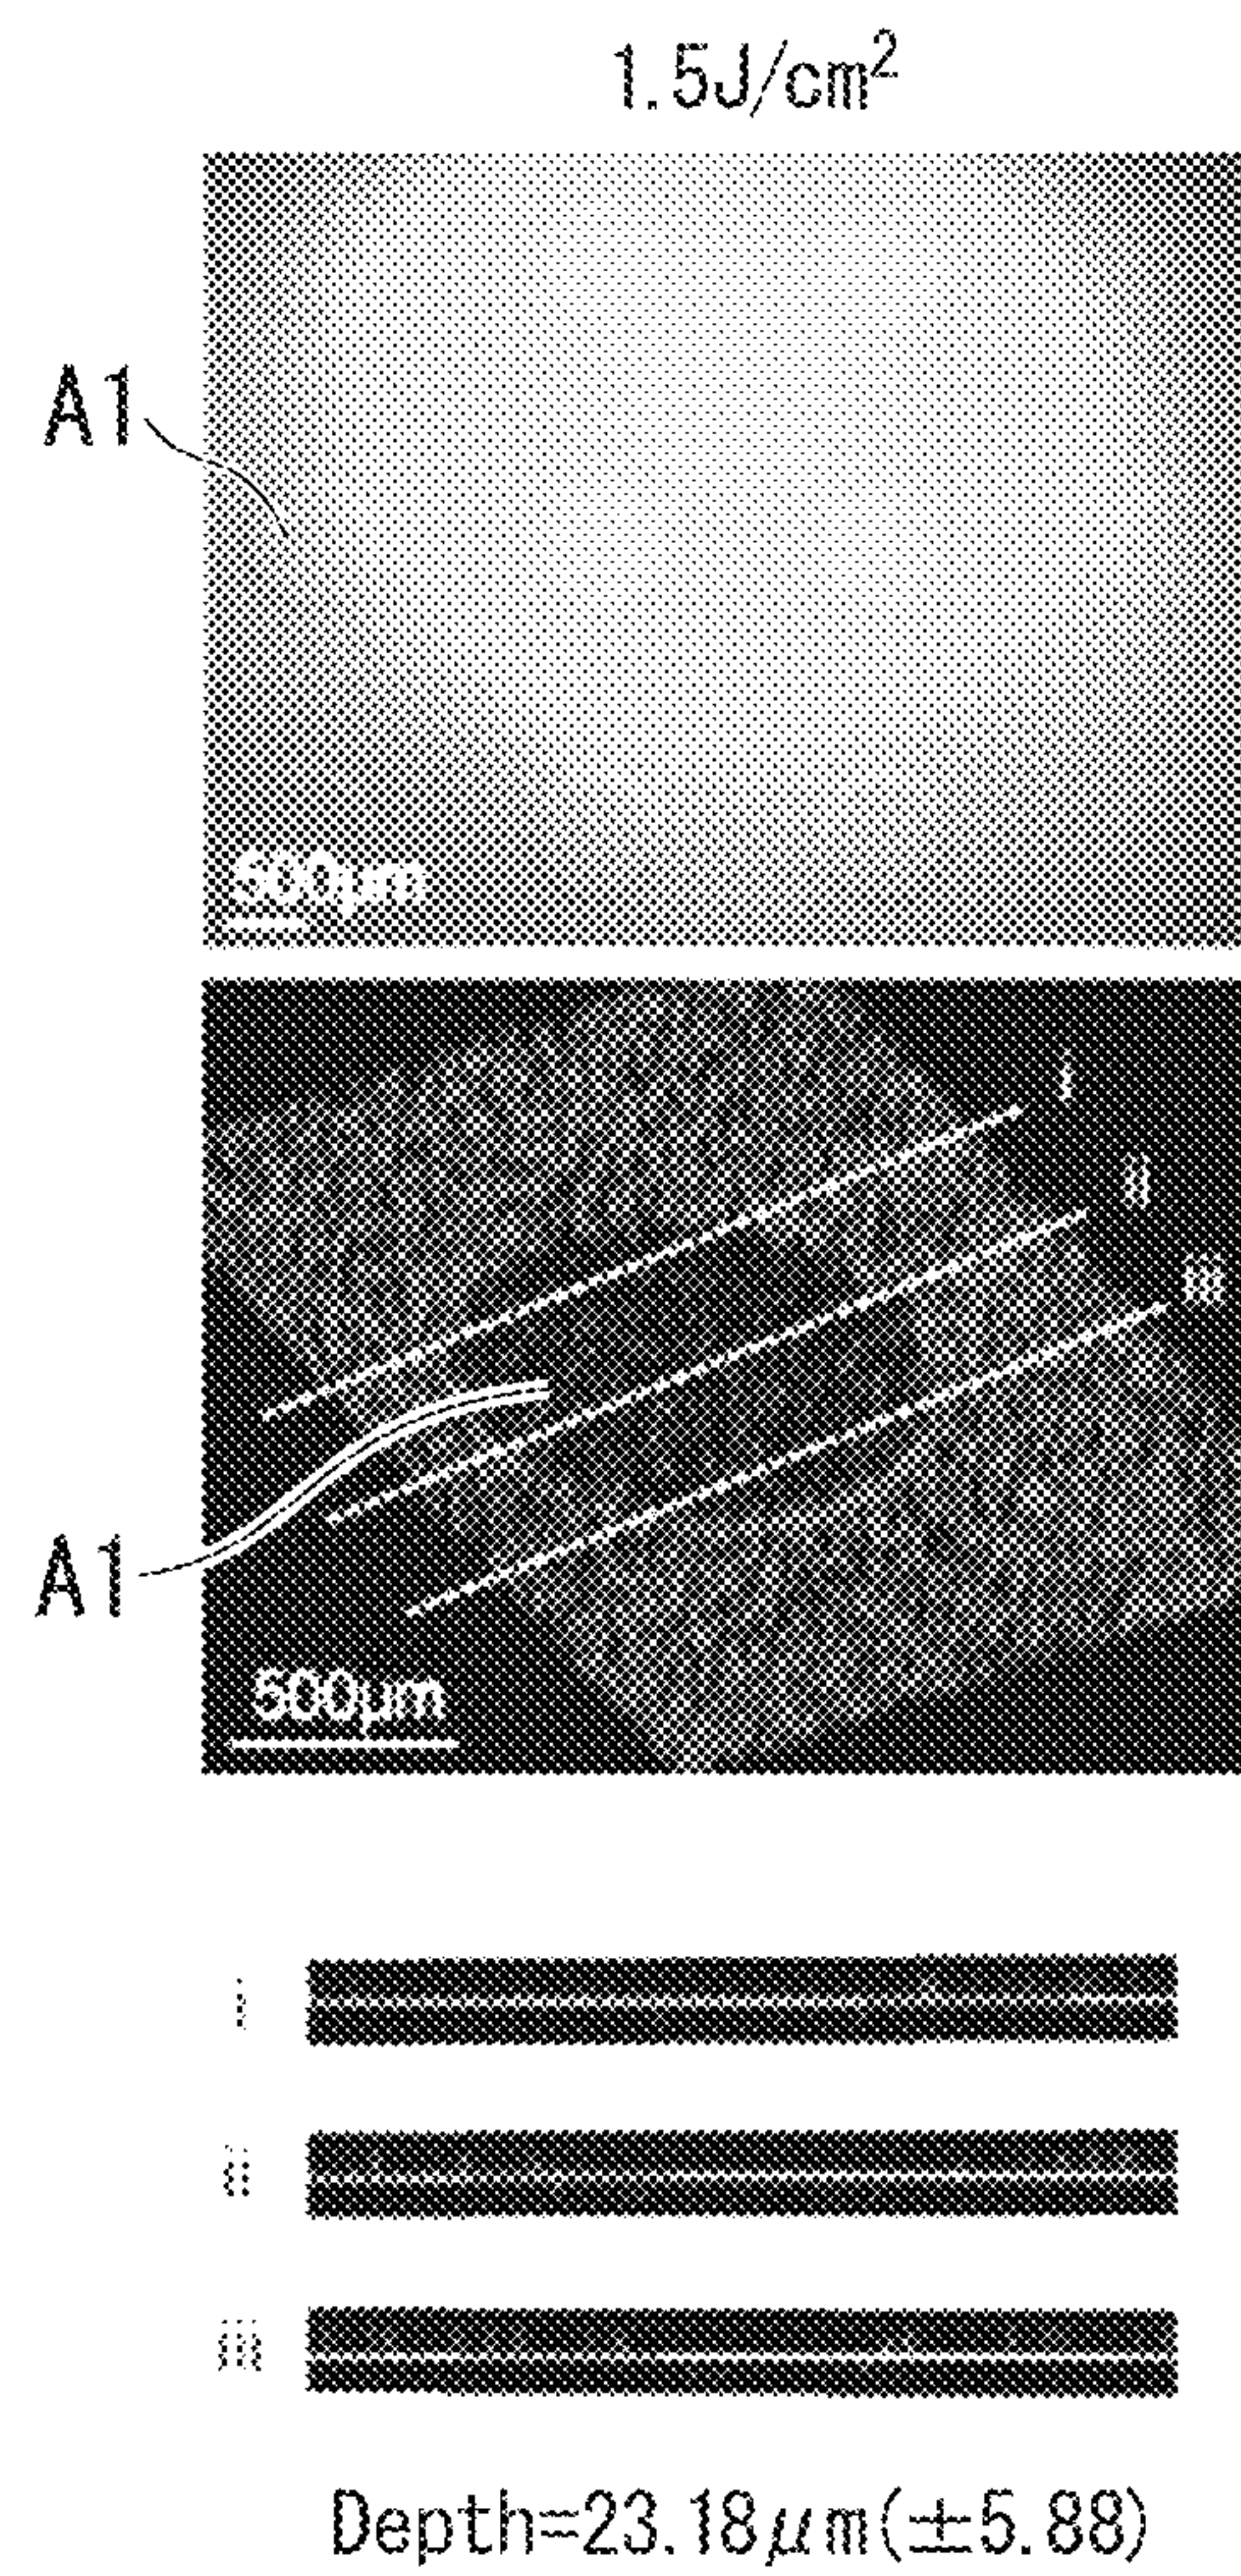 1.5J/cm²
A1
500μm
i
ii
iii
A1
500μm
i
ii
iii
Depth=23.18μm(±5.88)